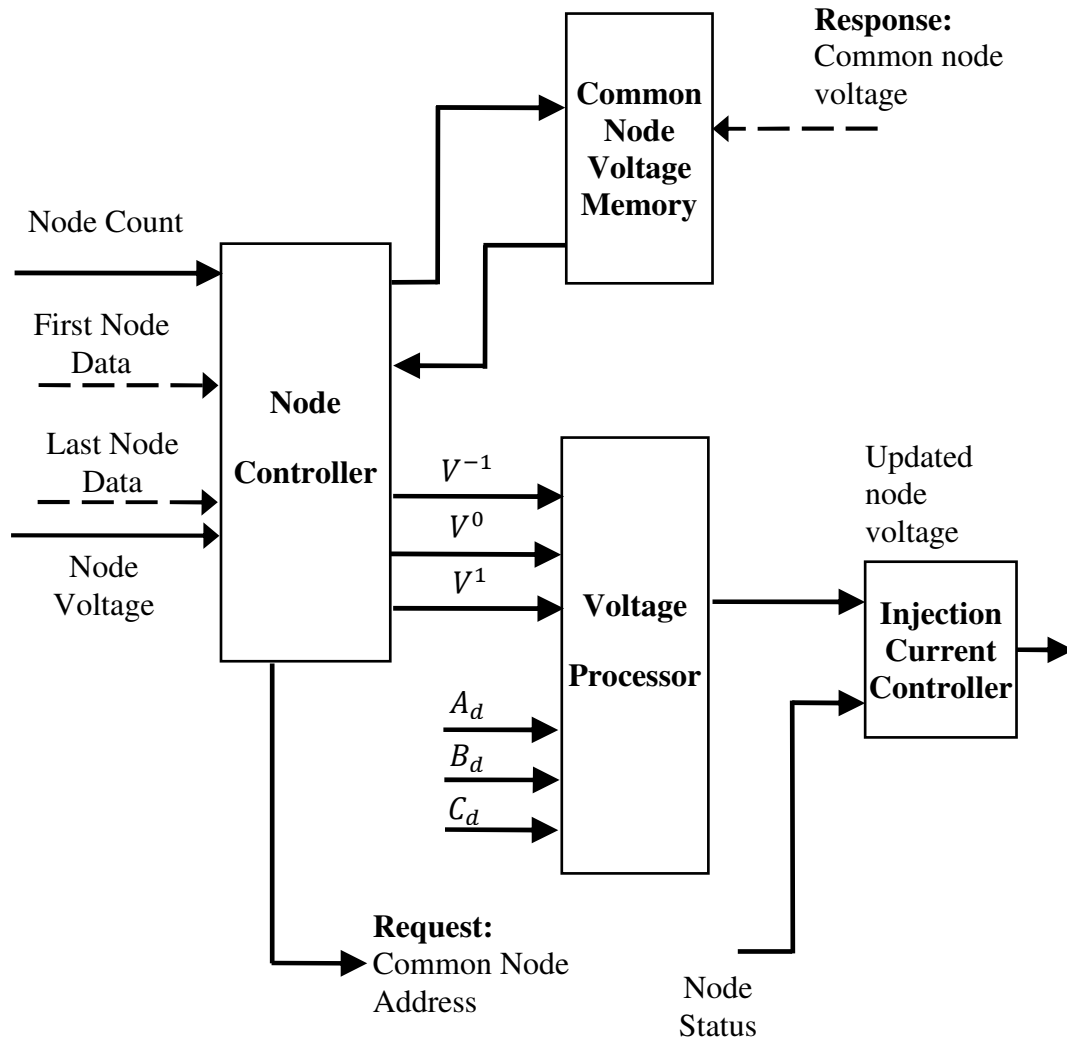 Response:
Common node
voltage
Common
Node
Voltage
Memory
Node Count
First Node
Data
Last Node
Data
Node
Voltage
Node
Controller
V⁻¹
V⁰
V¹
Voltage
Processor
A_d
B_d
C_d
Updated
node
voltage
Injection
Current
Controller
Request:
Common Node
Address
Node
Status